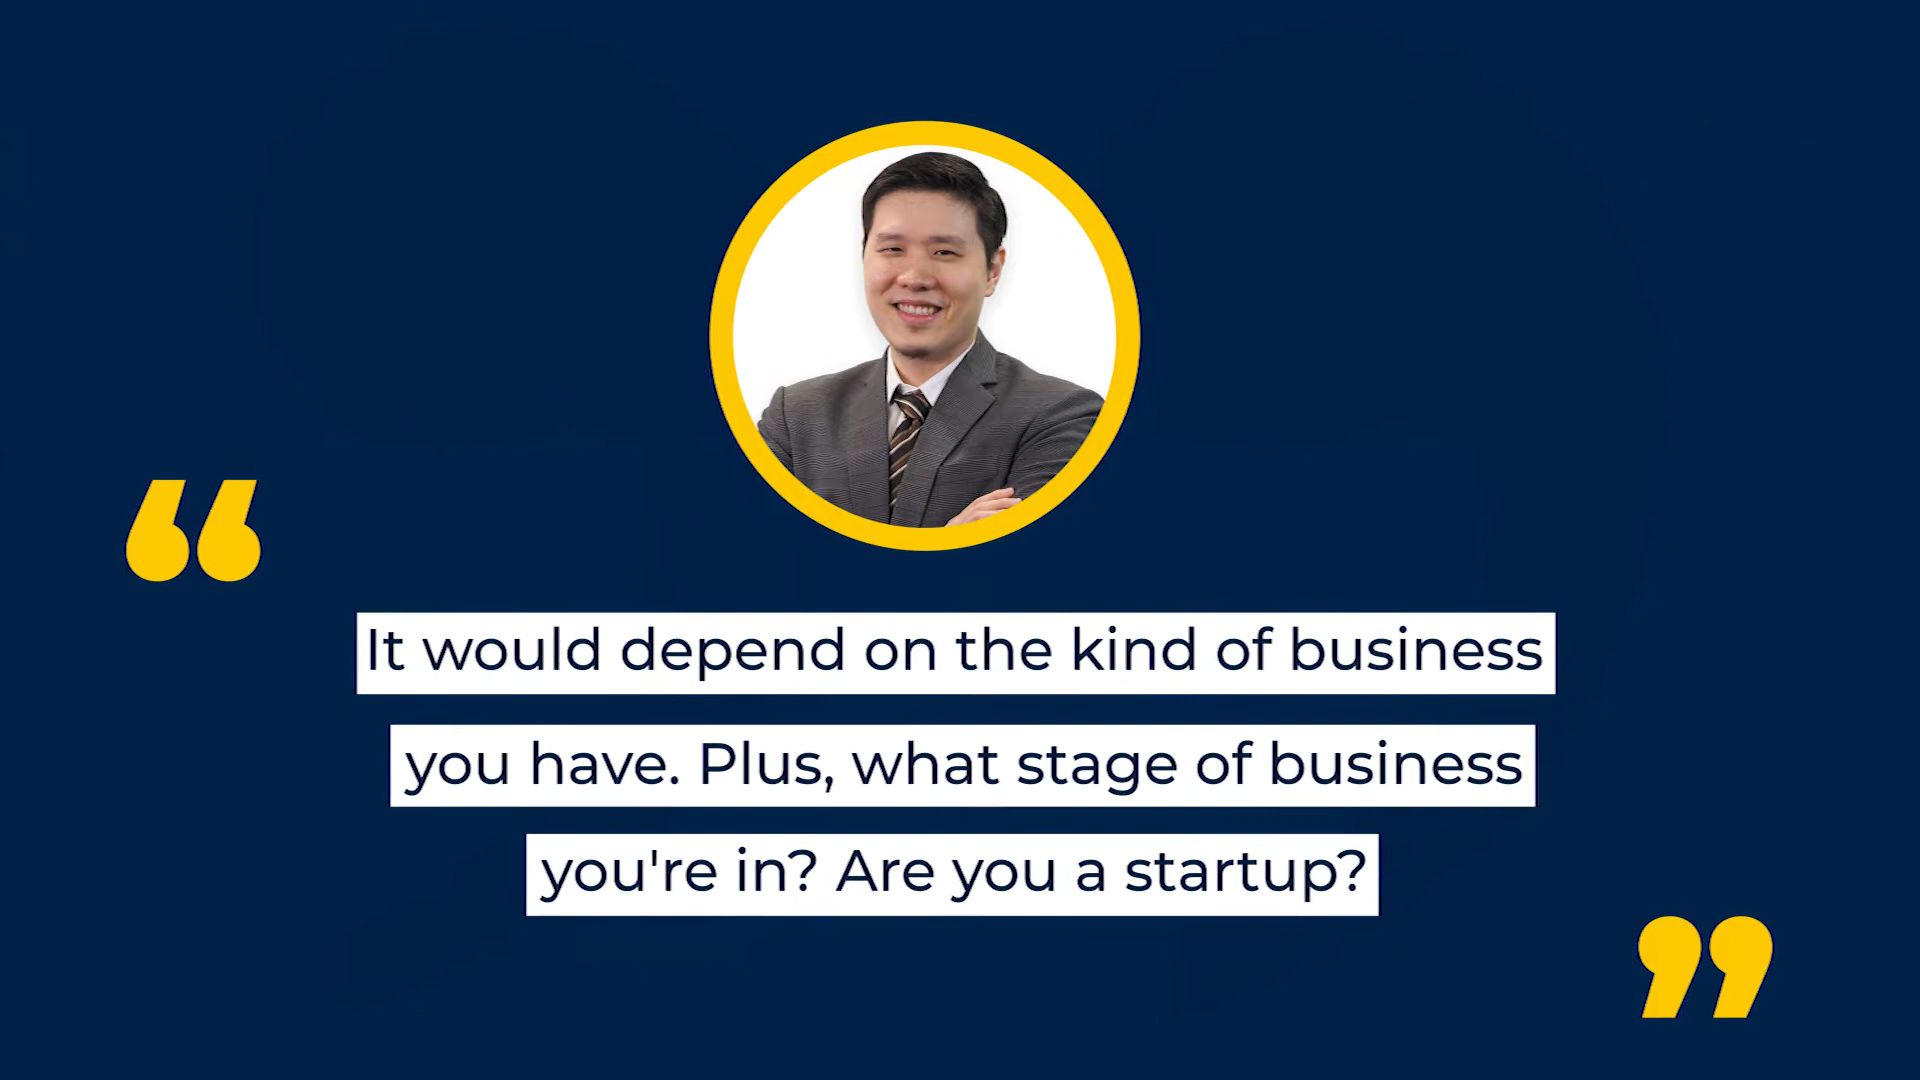 It would depend on the kind of business
you have. Plus, what stage of business
you're in? Are you a startup?